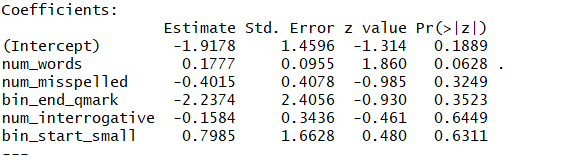 Coefficients:
Estimate Std. Error z value Pr(>|z|)
(Intercept) -1.9178 1.4596 -1.314 0.1889
num_words 0.1777 0.0955 1.860 0.0628 .
num_misspelled -0.4015 0.4078 -0.985 0.3249
bin_end_qmark -2.2374 2.4056 -0.930 0.3523
num_interrogative -0.1584 0.3436 -0.461 0.6449
bin_start_small 0.7985 1.6628 0.480 0.6311
---